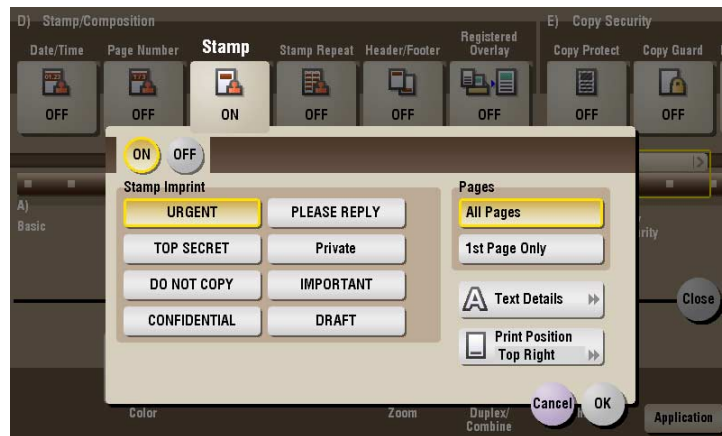 D) Stamp/Composition
E) Copy Security
Date/Time
Page Number
Stamp
Stamp Repeat
Header/Footer
Registered
Overlay
Copy Protect
Copy Guard
OFF
OFF
ON
OFF
OFF
OFF
OFF
OFF
ON
OFF
Stamp Imprint
Pages
URGENT
PLEASE REPLY
All Pages
TOP SECRET
Private
1st Page Only
DO NOT COPY
IMPORTANT
Text Details
CONFIDENTIAL
DRAFT
Print Position
Top Right
A)
Basic
Close
Cancel
OK
Color
Zoom
Duplex/
Combine
Application